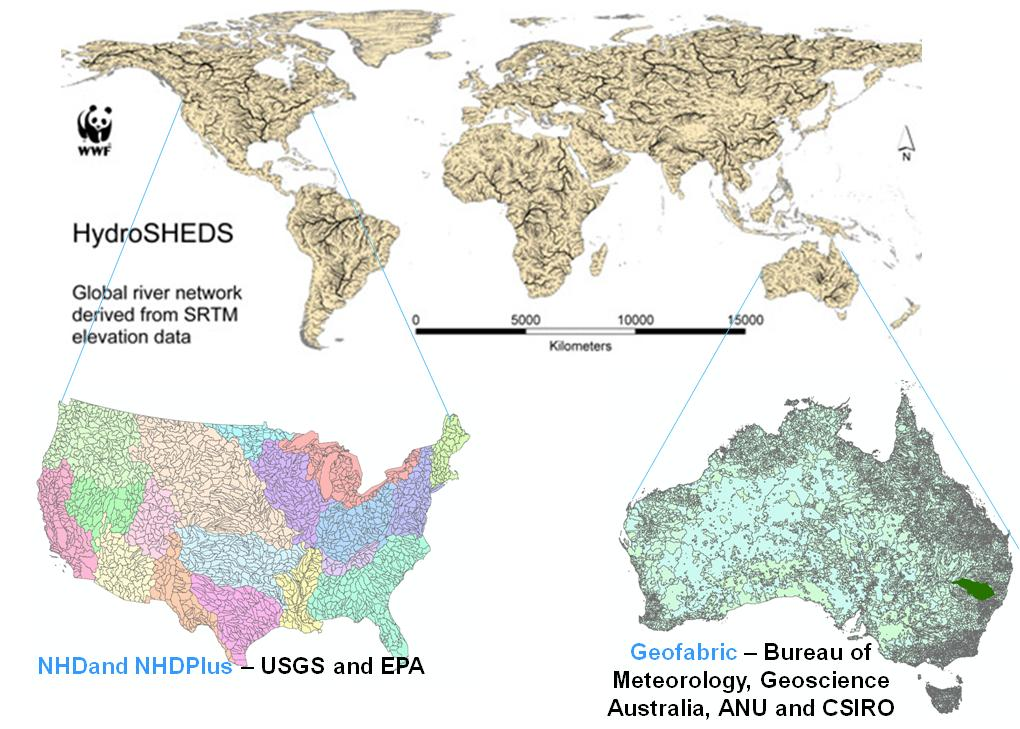 WWF
N
HydroSHEDS
Global river network
derived from SRTM
elevation data
0 5000 10000 15000
Kilometers
NHDand NHDPlus – USGS and EPA
Geofabric – Bureau of
Meteorology, Geoscience
Australia, ANU and CSIRO